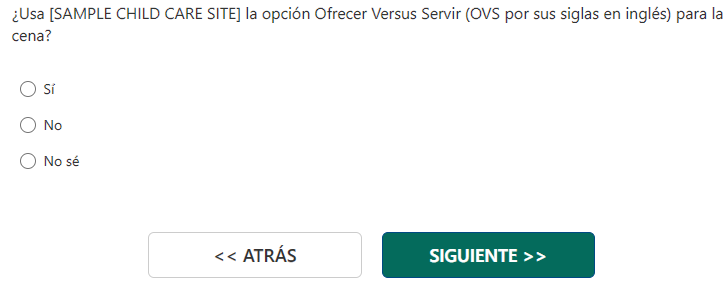 ¿Usa [SAMPLE CHILD CARE SITE] la opción Ofrecer Versus Servir (OVS por sus siglas en inglés) para la
cena?
Sí
No
No sé
<< ATRÁS
SIGUIENTE >>